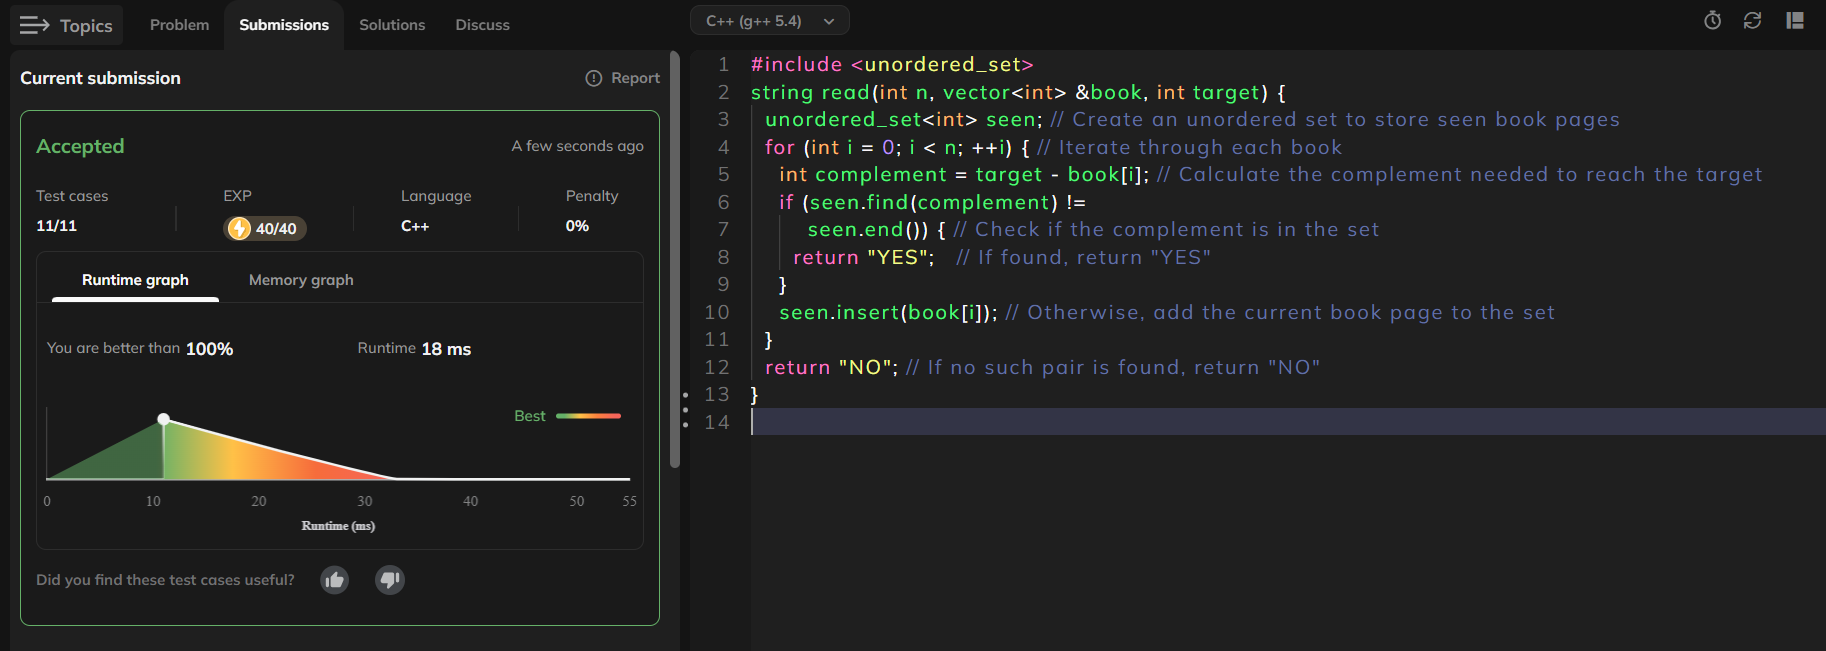 Topics
Problem
Submissions
Solutions
Discuss
C++ (g++ 5.4)
Current submission
Report
Accepted
A few seconds ago
Test cases
EXP
Language
Penalty
11/11
40/40
C++
0%
Runtime graph
Memory graph
You are better than 100%
Runtime 18 ms
Best
0 10 20 30 40 50 55
Runtime (ms)
Did you find these test cases useful?
1 #include <unordered_set>
2 string read(int n, vector<int> &book, int target) {
3 unordered_set<int> seen; // Create an unordered set to store seen book pages
4 for (int i = 0; i < n; ++i) { // Iterate through each book
5 int complement = target - book[i]; // Calculate the complement needed to reach the target
6 if (seen.find(complement) !=
7 seen.end()) { // Check if the complement is in the set
8 return "YES"; // If found, return "YES"
9 }
10 seen.insert(book[i]); // Otherwise, add the current book page to the set
11 }
12 return "NO"; // If no such pair is found, return "NO"
13 }
14